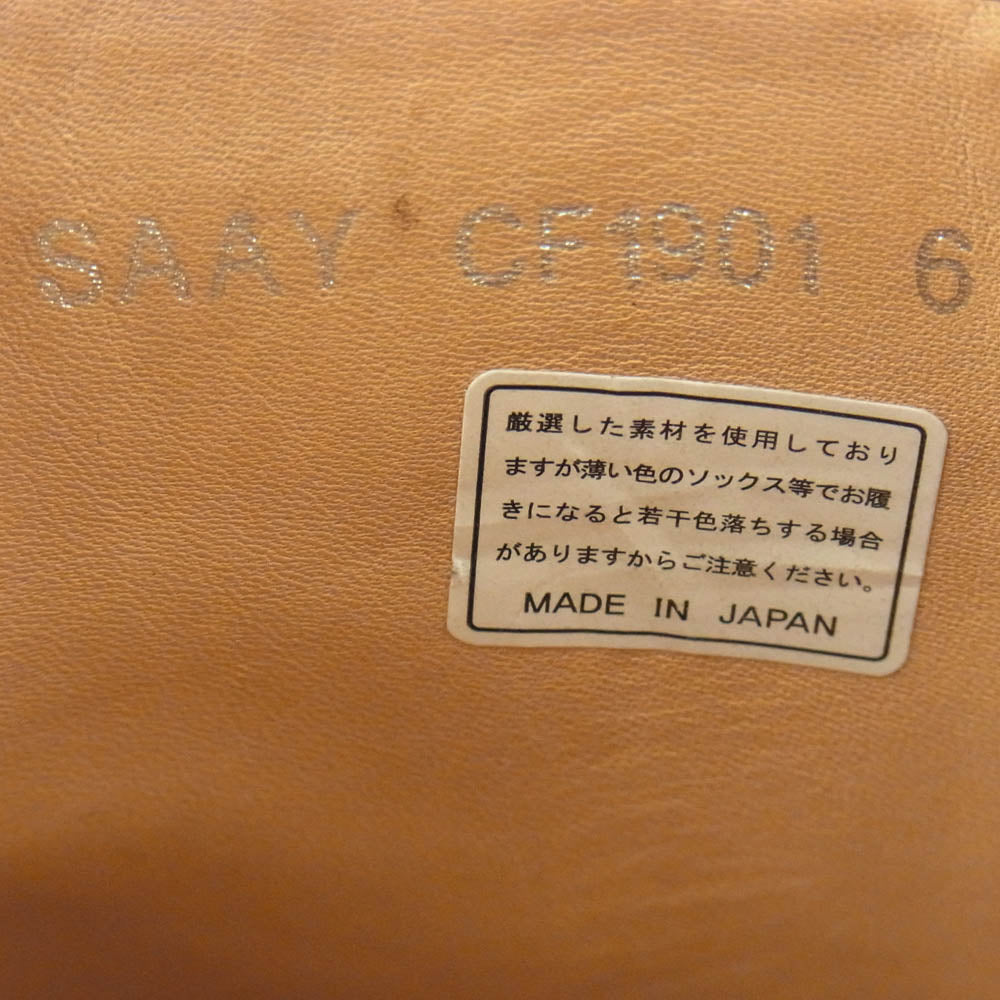 SAAY CF1901 6
厳選した素材を使用しており
ますが薄い色のソックス等でお履
きになると若干色落ちする場合
がありますからご注意ください。
MADE IN JAPAN